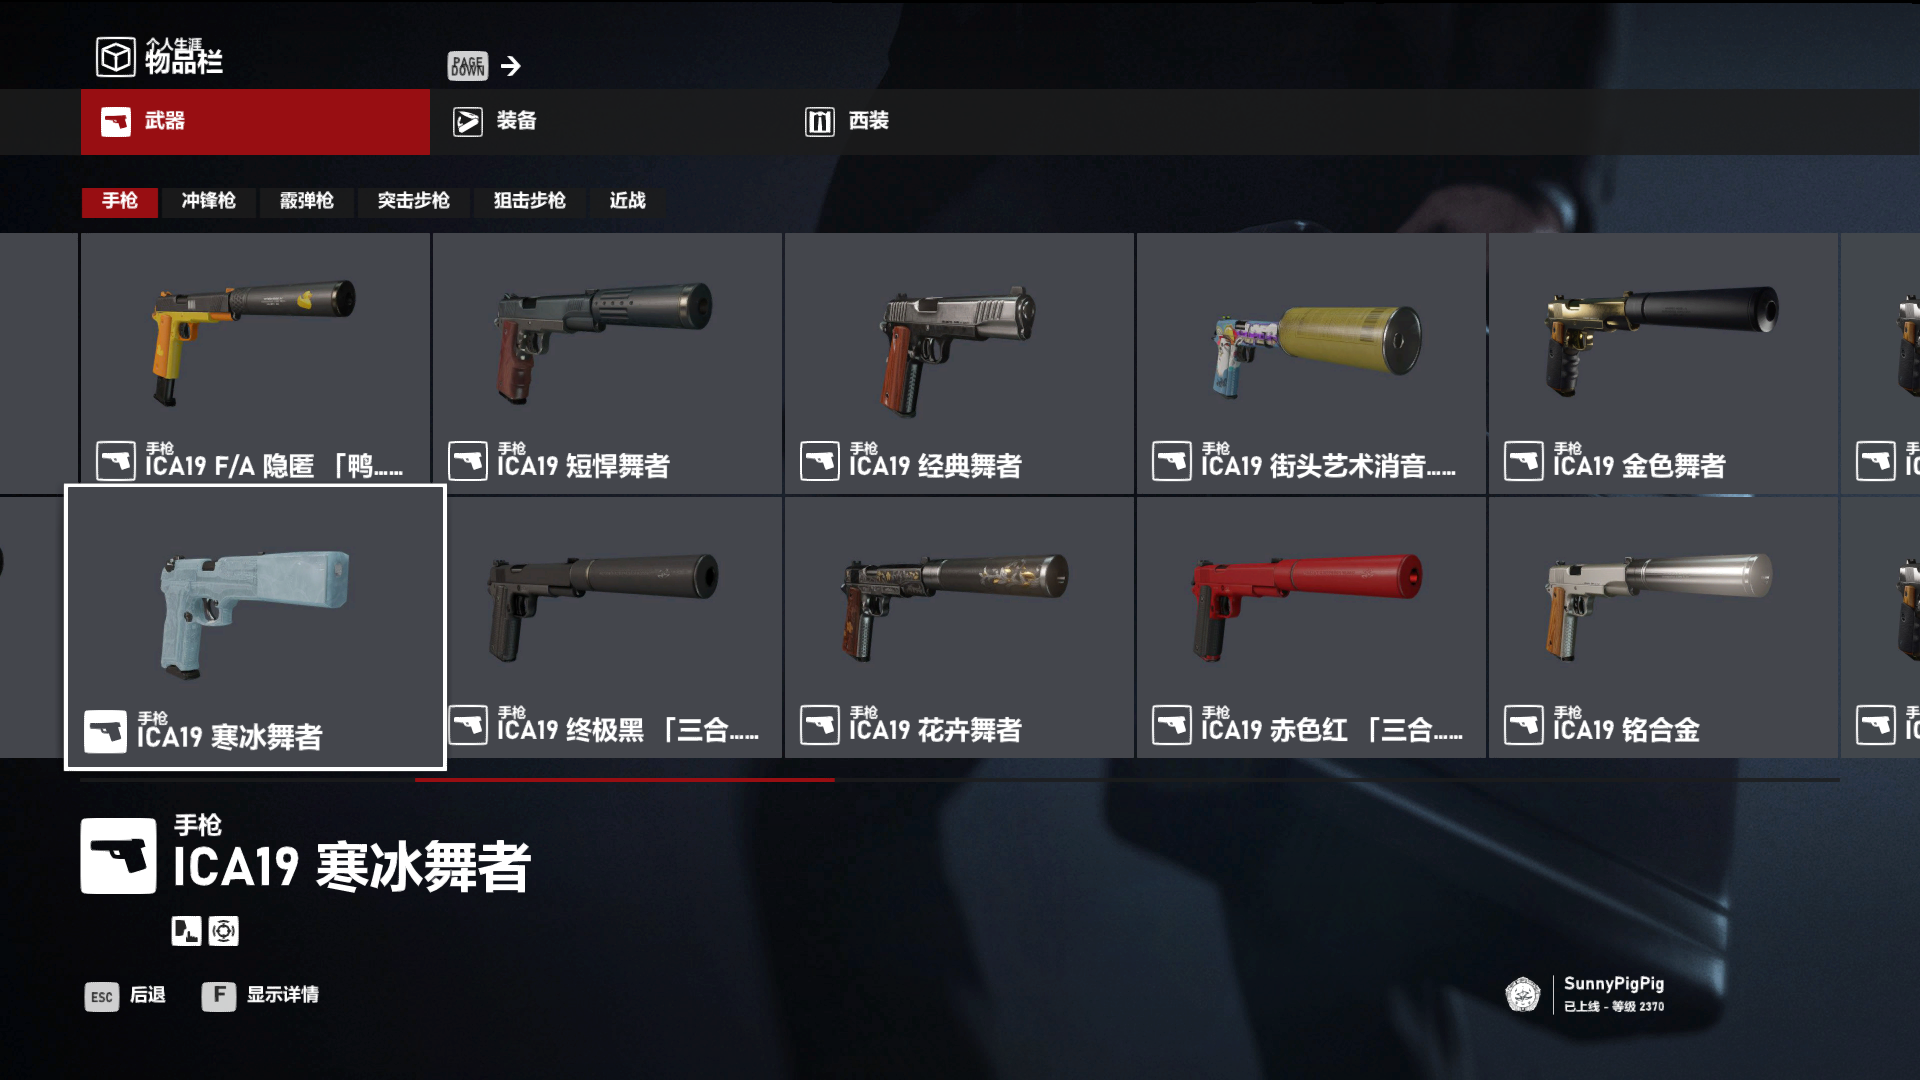 个人生涯
物品栏
PAGE DOWN
武器
装备
西装
手枪
冲锋枪
霰弹枪
突击步枪
狙击步枪
近战
手枪
ICA19 F/A 隐匿 「鸭……
手枪
ICA19 短悍舞者
手枪
ICA19 经典舞者
手枪
ICA19 街头艺术消音……
手枪
ICA19 金色舞者
手枪
ICA19 寒冰舞者
手枪
ICA19 终极黑 「三合……
手枪
ICA19 花卉舞者
手枪
ICA19 赤色红 「三合……
手枪
ICA19 铭合金
手枪
ICA19 寒冰舞者
ESC 后退
F 显示详情
SunnyPigPig
已上线 - 等级 2370